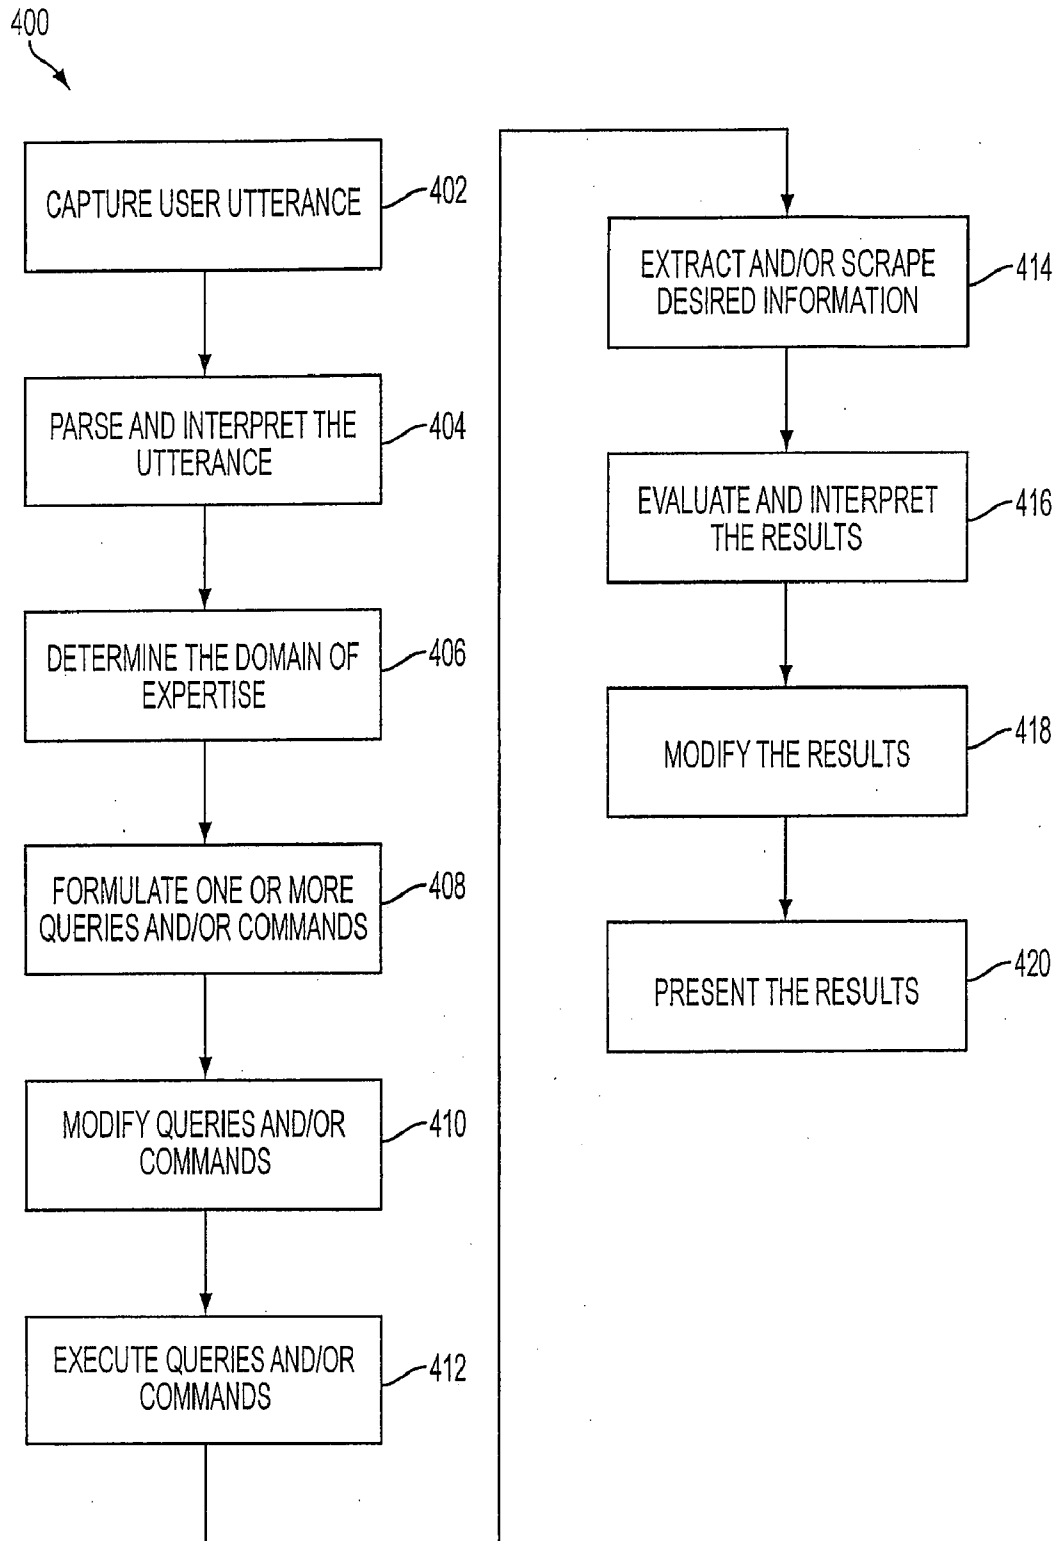 400
CAPTURE USER UTTERANCE
402
PARSE AND INTERPRET THE
UTTERANCE
404
DETERMINE THE DOMAIN OF
EXPERTISE
406
FORMULATE ONE OR MORE
QUERIES AND/OR COMMANDS
408
MODIFY QUERIES AND/OR
COMMANDS
410
EXECUTE QUERIES AND/OR
COMMANDS
412
EXTRACT AND/OR SCRAPE
DESIRED INFORMATION
414
EVALUATE AND INTERPRET
THE RESULTS
416
MODIFY THE RESULTS
418
PRESENT THE RESULTS
420